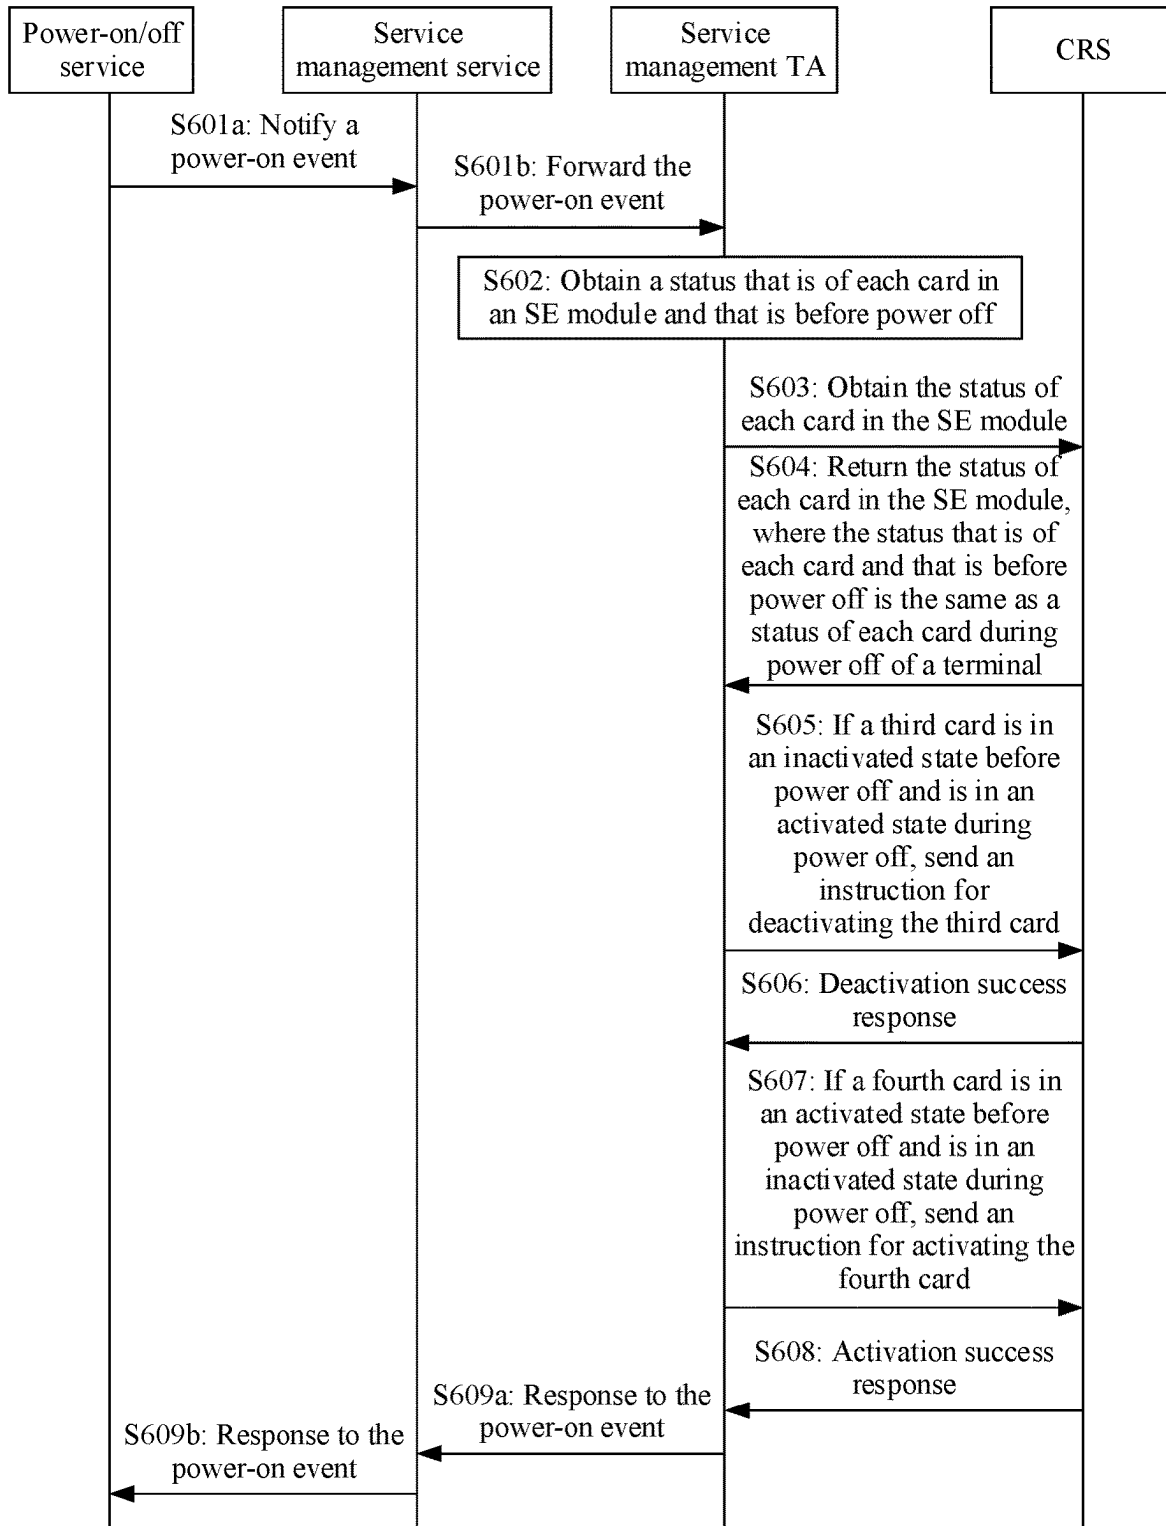 Power-on/off
service
Service
management service
Service
management TA
CRS
S601a: Notify a
power-on event
S601b: Forward the
power-on event
S602: Obtain a status that is of each card in
an SE module and that is before power off
S603: Obtain the status of
each card in the SE module
S604: Return the status of
each card in the SE module,
where the status that is of
each card and that is before
power off is the same as a
status of each card during
power off of a terminal
S605: If a third card is in
an inactivated state before
power off and is in an
activated state during
power off, send an
instruction for
deactivating the third card
S606: Deactivation success
response
S607: If a fourth card is in
an activated state before
power off and is in an
inactivated state during
power off, send an
instruction for activating the
fourth card
S608: Activation success
response
S609a: Response to the
power-on event
S609b: Response to the
power-on event